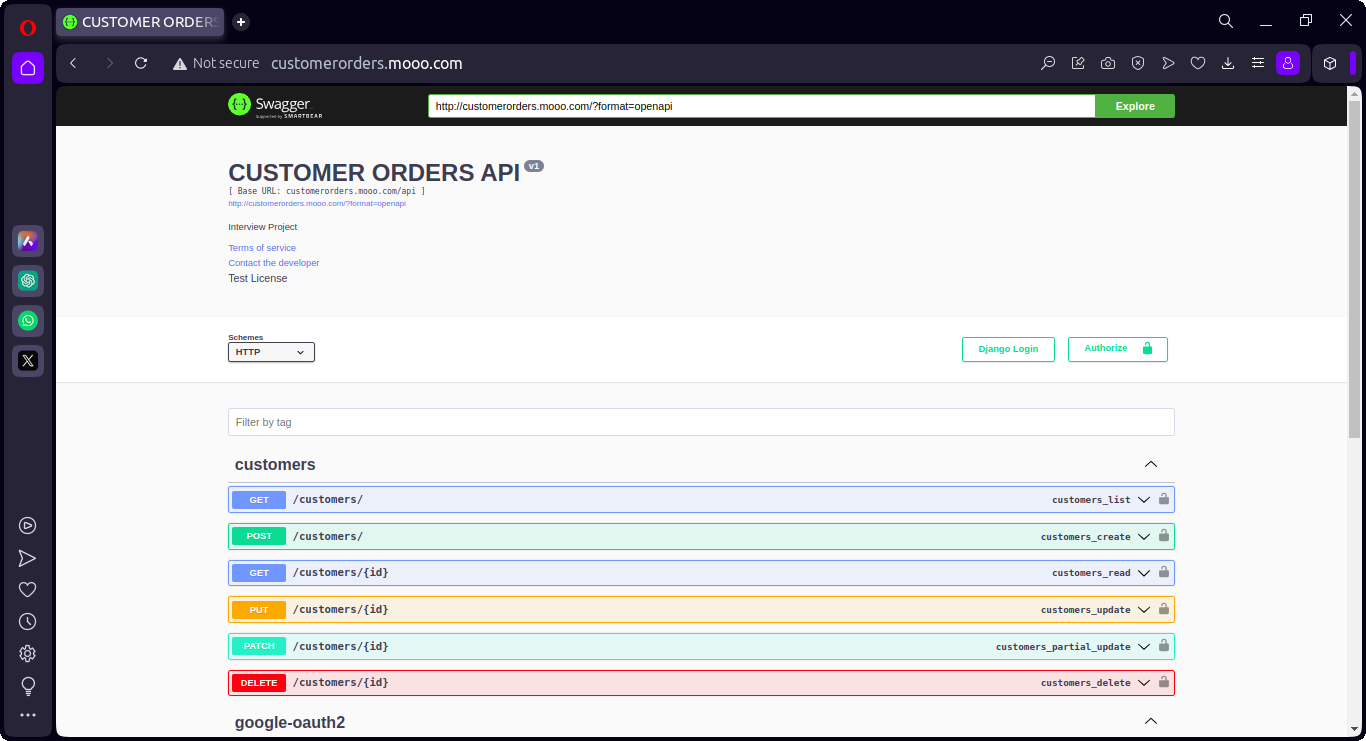 CUSTOMER ORDERS
Not secure customerorders.mooo.com
Swagger
Supported by SMARTBEAR
http://customerorders.mooo.com/?format=openapi
Explore
CUSTOMER ORDERS API v1
[ Base URL: customerorders.mooo.com/api ]
http://customerorders.mooo.com/?format=openapi
Interview Project
Terms of service
Contact the developer
Test License
Schemes
HTTP
Django Login
Authorize
Filter by tag
customers
GET /customers/ customers_list
POST /customers/ customers_create
GET /customers/{id} customers_read
PUT /customers/{id} customers_update
PATCH /customers/{id} customers_partial_update
DELETE /customers/{id} customers_delete
google-oauth2